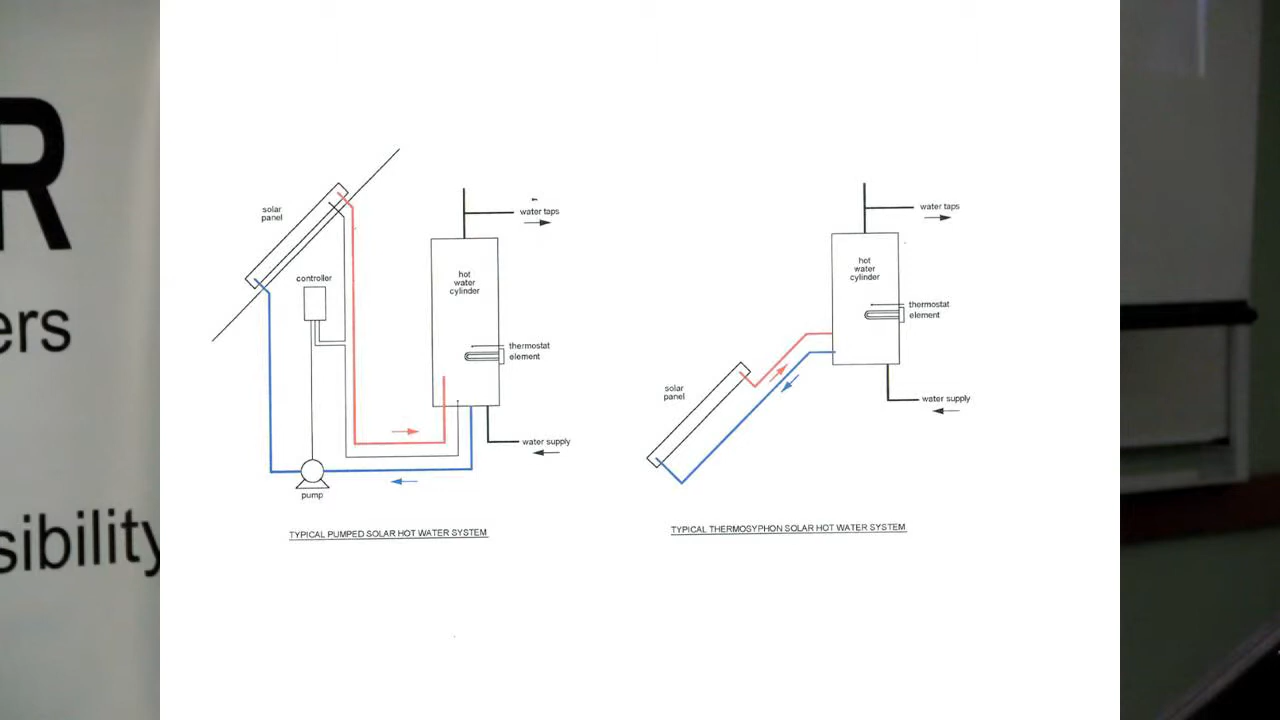 R
ers
sibility
solar
panel
controller
pump
hot
water
cylinder
water taps
thermostat
element
water supply
TYPICAL PUMPED SOLAR HOT WATER SYSTEM
solar
panel
hot
water
cylinder
water taps
thermostat
element
water supply
TYPICAL THERMOSYPHON SOLAR HOT WATER SYSTEM